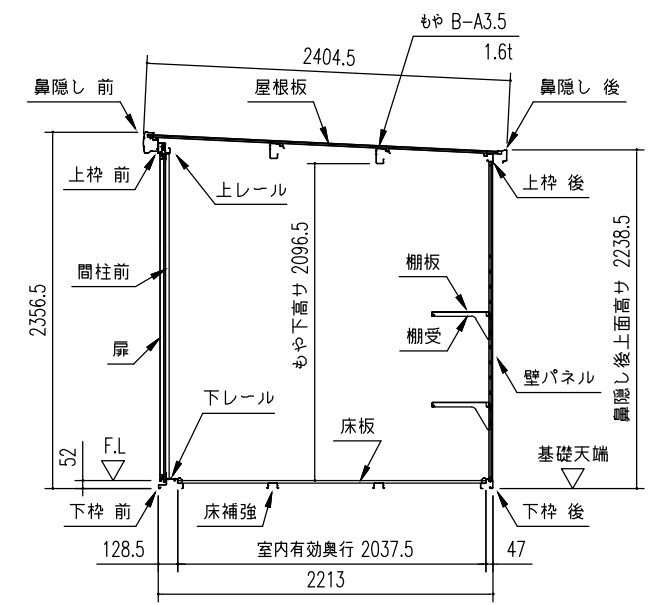 もや B-A3.5
1.6t
2404.5
鼻隠し 前
屋根板
鼻隠し 後
上枠 前
上レール
上枠 後
間柱前
もや下高サ 2096.5
棚板
鼻隠し後上面高サ 2238.5
2356.5
扉
棚受
壁パネル
下レール
床板
52
F.L
基礎天端
下枠 前
床補強
下枠 後
128.5
室内有効奥行 2037.5
47
2213